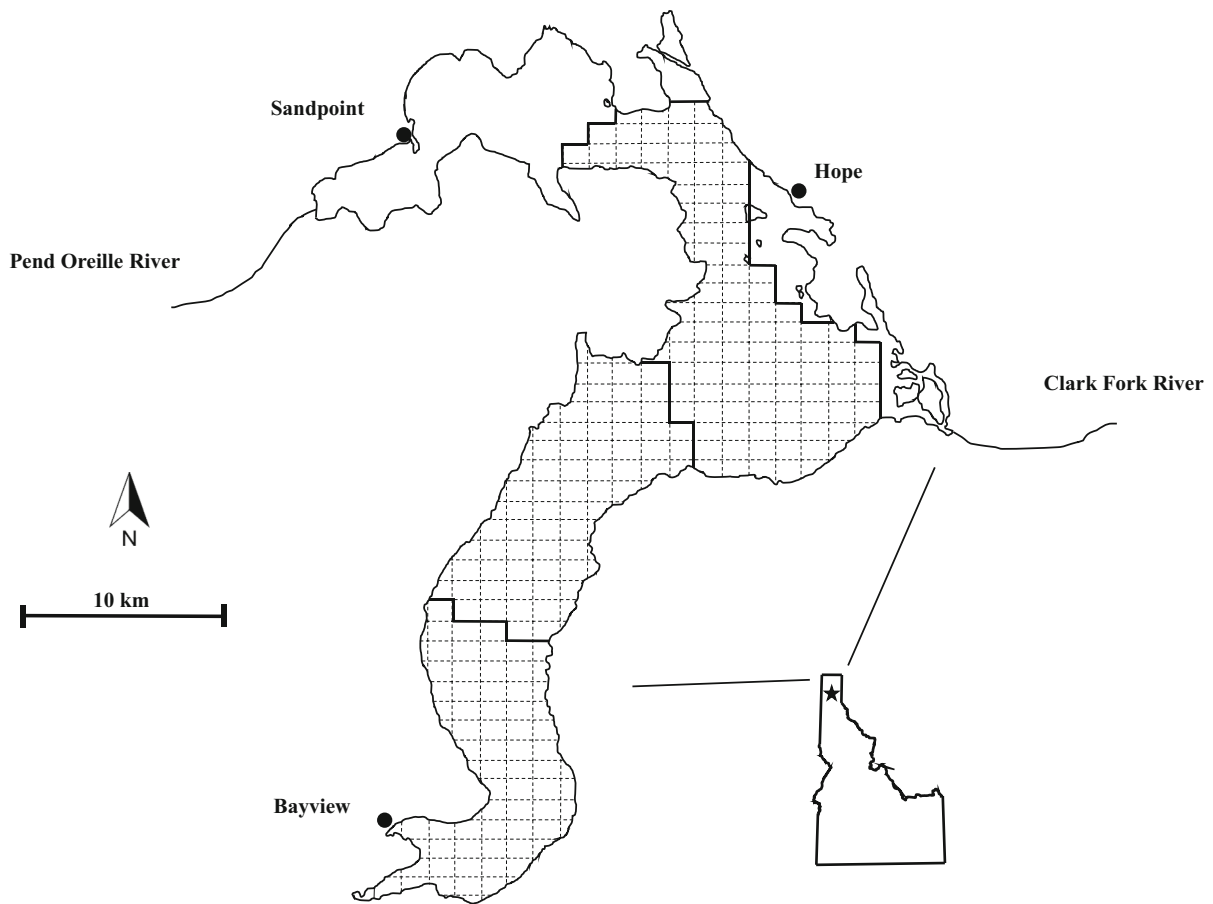 Sandpoint
Hope
Pend Oreille River
Clark Fork River
N
10 km
Bayview